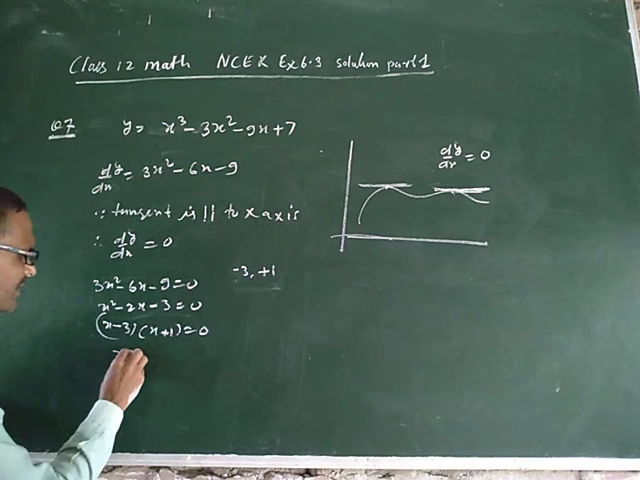 Class 12 math NCER Ex 6.3 solution part 1
Q7 y = x³ - 3x² - 9x + 7
dy/dx = 3x² - 6x - 9
∵ tangent is || to x axis
∴ dy/dx = 0
3x² - 6x - 9 = 0
x² - 2x - 3 = 0
(x - 3) (x + 1) = 0
-3, +1
dy/dx = 0